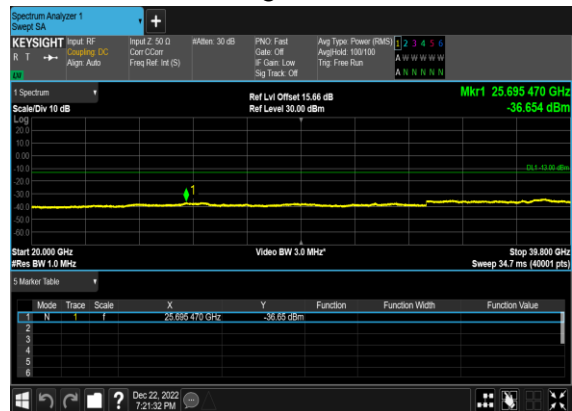 Spectrum Analyzer 1
Swept SA
+
KEYSIGHT Input: RF Input Z: 50 Ω #Atten: 30 dB PNO: Fast Avg Type: Power (RMS) 1 2 3 4 5 6
R T Coupling: DC Corr CCorr Gate: Off Avg|Hold: 100/100 A W W W W W
Align: Auto Freq Ref: Int (S) IF Gain: Low Trig: Free Run
LXI Sig Track: Off A N N N N N
1 Spectrum Ref Lvl Offset 15.66 dB Mkr1 25.695 470 GHz
Scale/Div 10 dB Ref Level 30.00 dBm -36.654 dBm
Log
20.0
10.0
0.00
-10.0 DL1 -13.00 dBm
-20.0
-30.0 1
-40.0
-50.0
-60.0
Start 20.000 GHz Video BW 3.0 MHz* Stop 39.800 GHz
#Res BW 1.0 MHz Sweep 34.7 ms (40001 pts)
5 Marker Table
Mode Trace Scale X Y Function Function Width Function Value
1 N 1 f 25.695 470 GHz -36.65 dBm
2
3
4
5
6
? Dec 22, 2022
7:21:32 PM